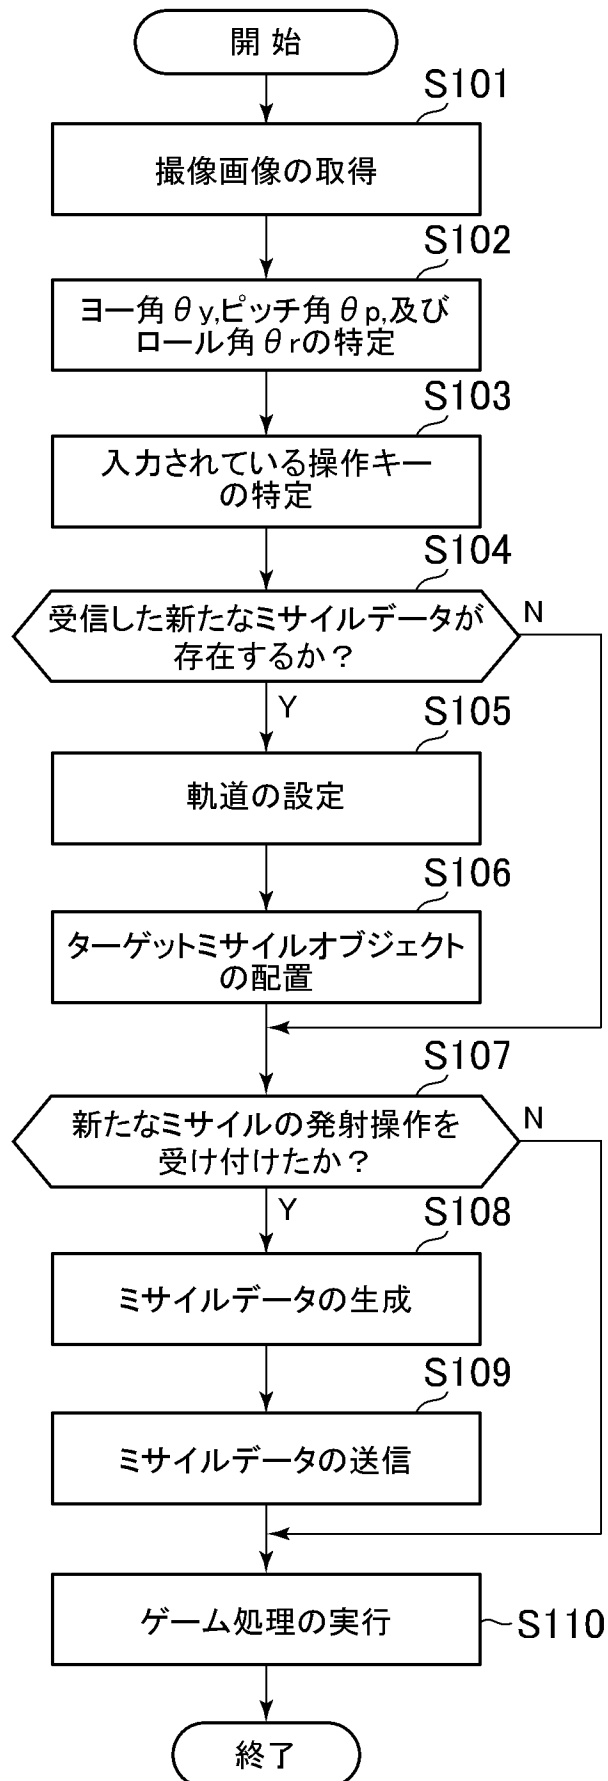 開始
S101
撮像画像の取得
S102
ヨー角θy,ピッチ角θp,及び
ロール角θrの特定
S103
入力されている操作キー
の特定
S104
受信した新たなミサイルデータが
存在するか？
N
Y
S105
軌道の設定
S106
ターゲットミサイルオブジェクト
の配置
S107
新たなミサイルの発射操作を
受け付けたか？
N
Y
S108
ミサイルデータの生成
S109
ミサイルデータの送信
ゲーム処理の実行
S110
終了